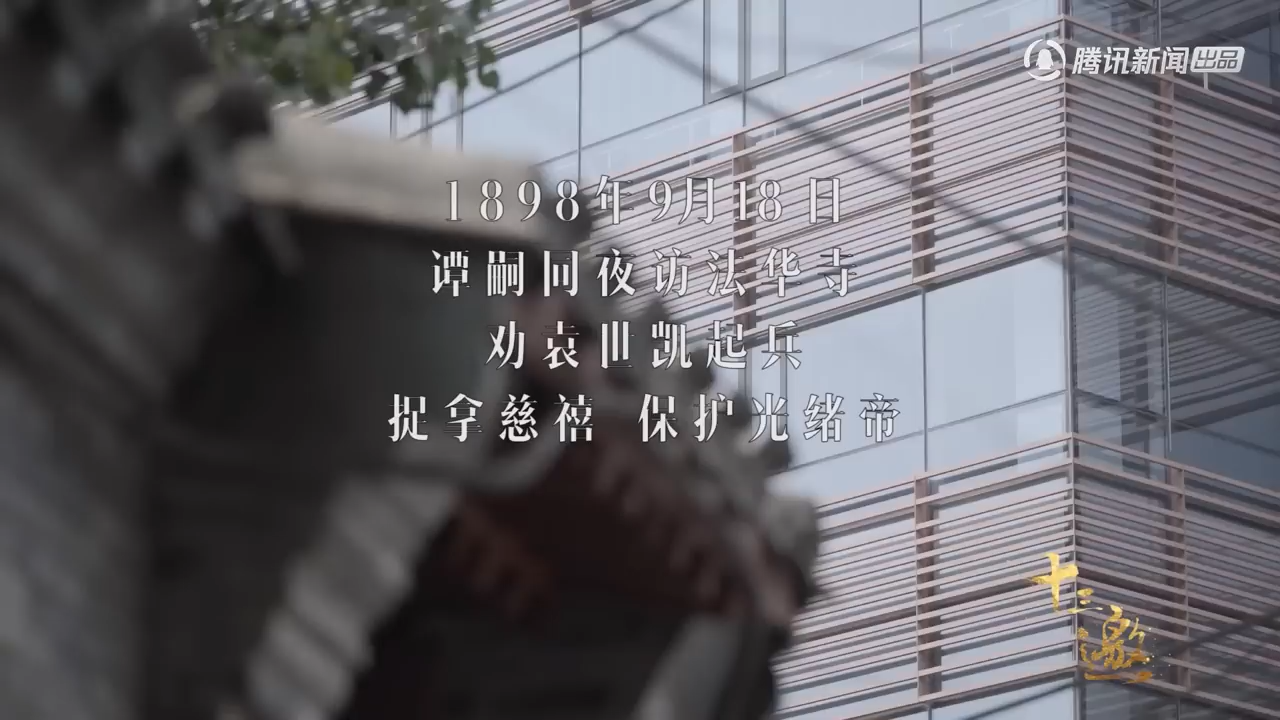 腾讯新闻出品
1898年9月18日
谭嗣同夜访法华寺
劝袁世凯起兵
捉拿慈禧 保护光绪帝
十三邀